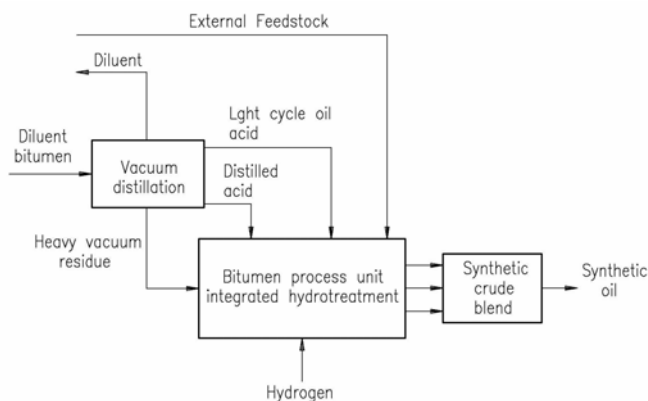 External Feedstock
Diluent
Lght cycle oil
acid
Diluent
bitumen
Vacuum
distillation
Distilled
acid
Heavy vacuum
residue
Bitumen process unit
integrated hydrotreatment
Synthetic
crude
blend
Synthetic
oil
Hydrogen